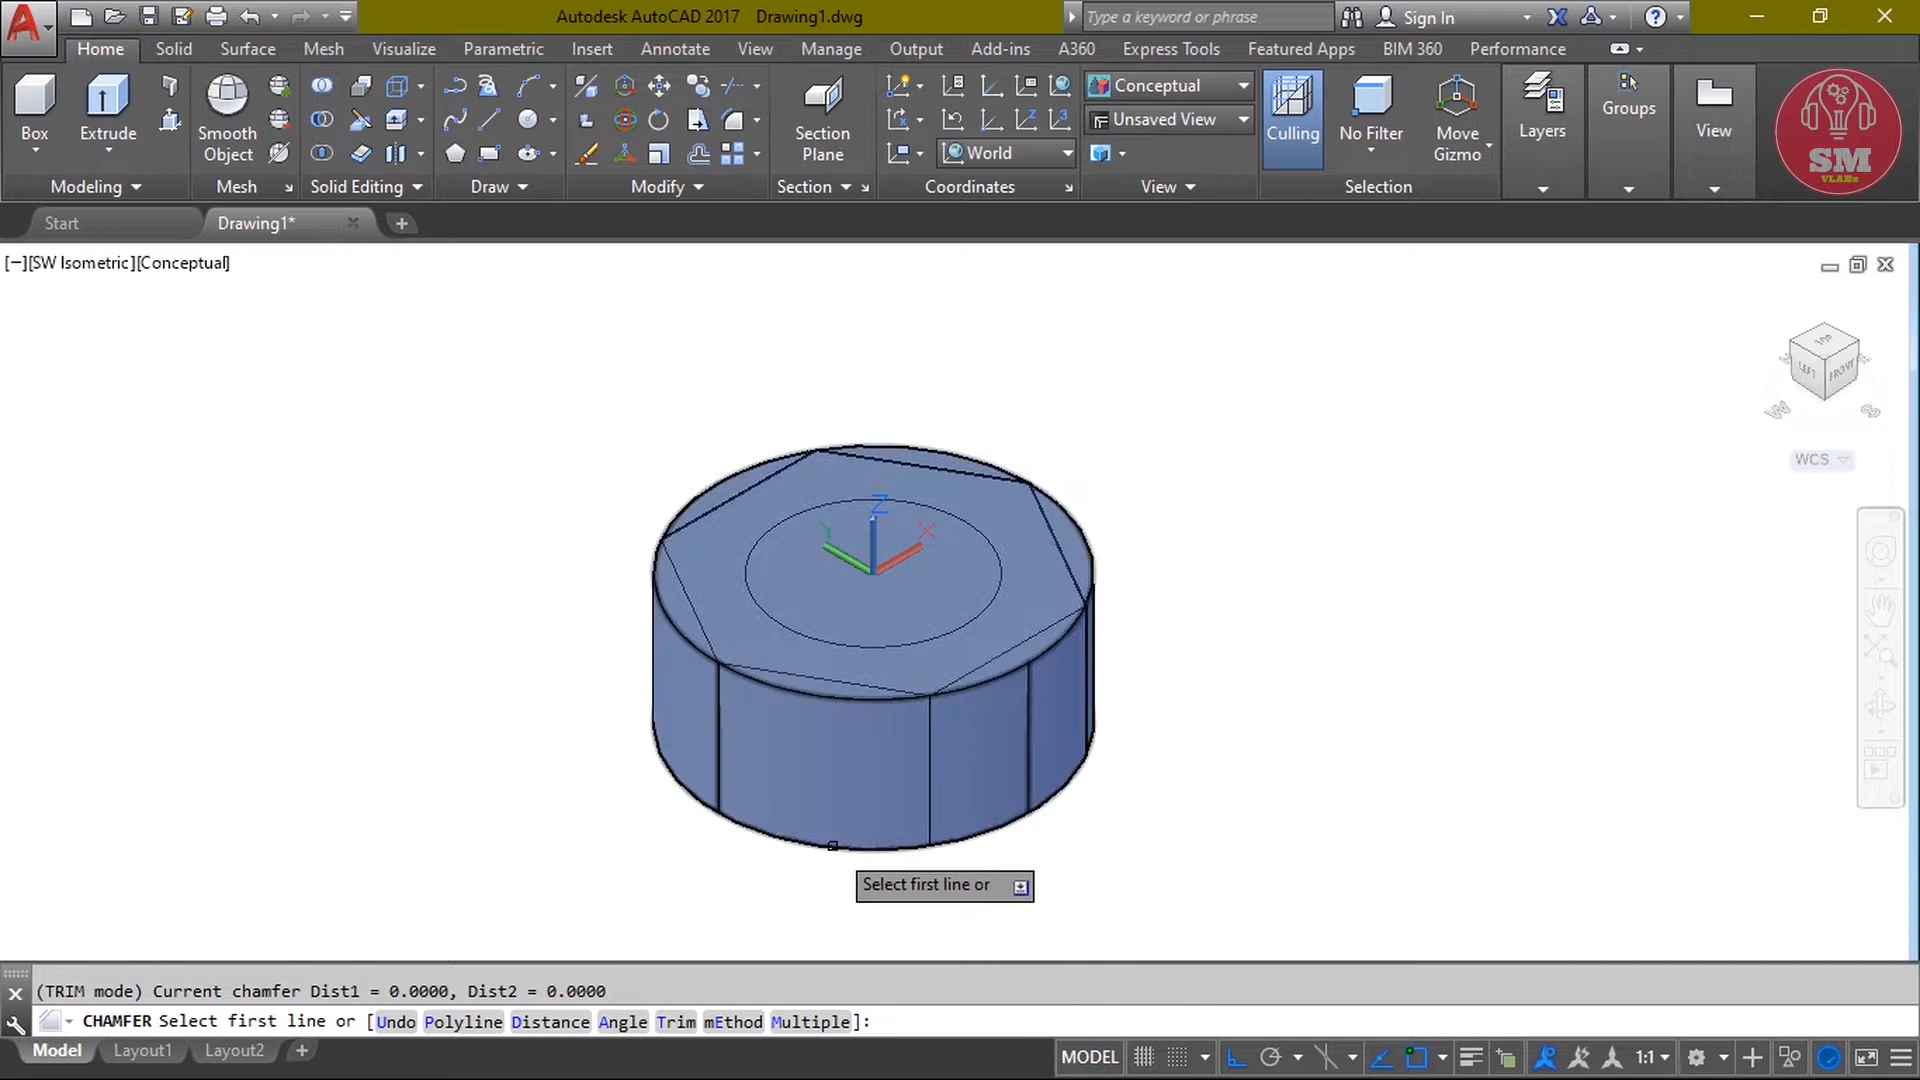 Autodesk AutoCAD 2017 Drawing1.dwg
Type a keyword or phrase
Sign In
Home Solid Surface Mesh Visualize Parametric Insert Annotate View Manage Output Add-ins A360 Express Tools Featured Apps BIM 360 Performance
Box
Extrude
Smooth
Object
Section
Plane
World
Conceptual
Unsaved View
Culling
No Filter
Move
Gizmo
Layers
Groups
View
SM
VLABs
Modeling Mesh Solid Editing Draw Modify Section Coordinates View Selection
Start Drawing1*
[−][SW Isometric][Conceptual]
TOP
LEFT FRONT
W S
WCS
Z
Y X
Select first line or
(TRIM mode) Current chamfer Dist1 = 0.0000, Dist2 = 0.0000
CHAMFER Select first line or [Undo Polyline Distance Angle Trim mEthod Multiple]:
Model Layout1 Layout2
MODEL 1:1